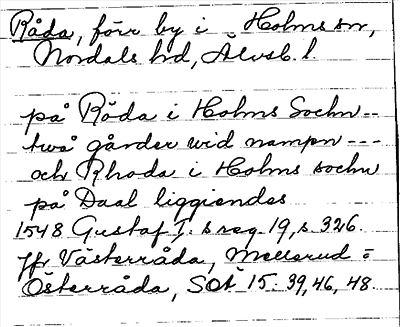 Råda, förr by i Holms sn,
Nordals hd, Älvsb. l.
på Råda i Holms Sochn --
twå gårder wid nampn ---
och Rhoda i Holms sochn
på Daal liggiendes
1548 Gustaf I:s reg. 19, s. 326.
Jfr Västerråda, Mellerud =
Österråda, SOÄ 15: 39, 46, 48.